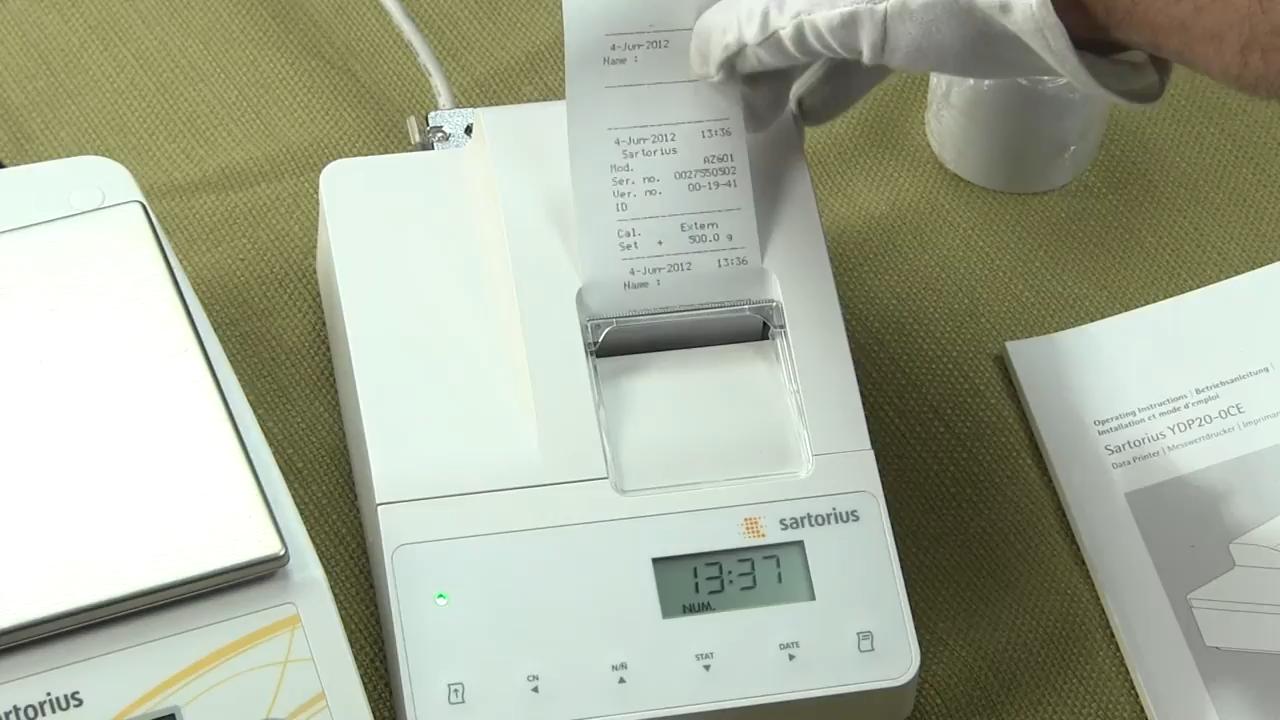 4-Jun-2012
Name :
4-Jun-2012 13:36
Sartorius
Mod. AZ601
Ser. no. 0027550502
Ver. no. 00-19-41
ID
Cal. Extern
Set + 500.0 g
4-Jun-2012 13:36
Name :
sartorius
13:37
NUM.
CN
N/Ñ
STAT
DATE
rtorius
Operating Instructions | Betriebsanleitung |
Installation et mode d'emploi
Sartorius YDP20-0CE
Data Printer | Messwertdrucker | Imprima